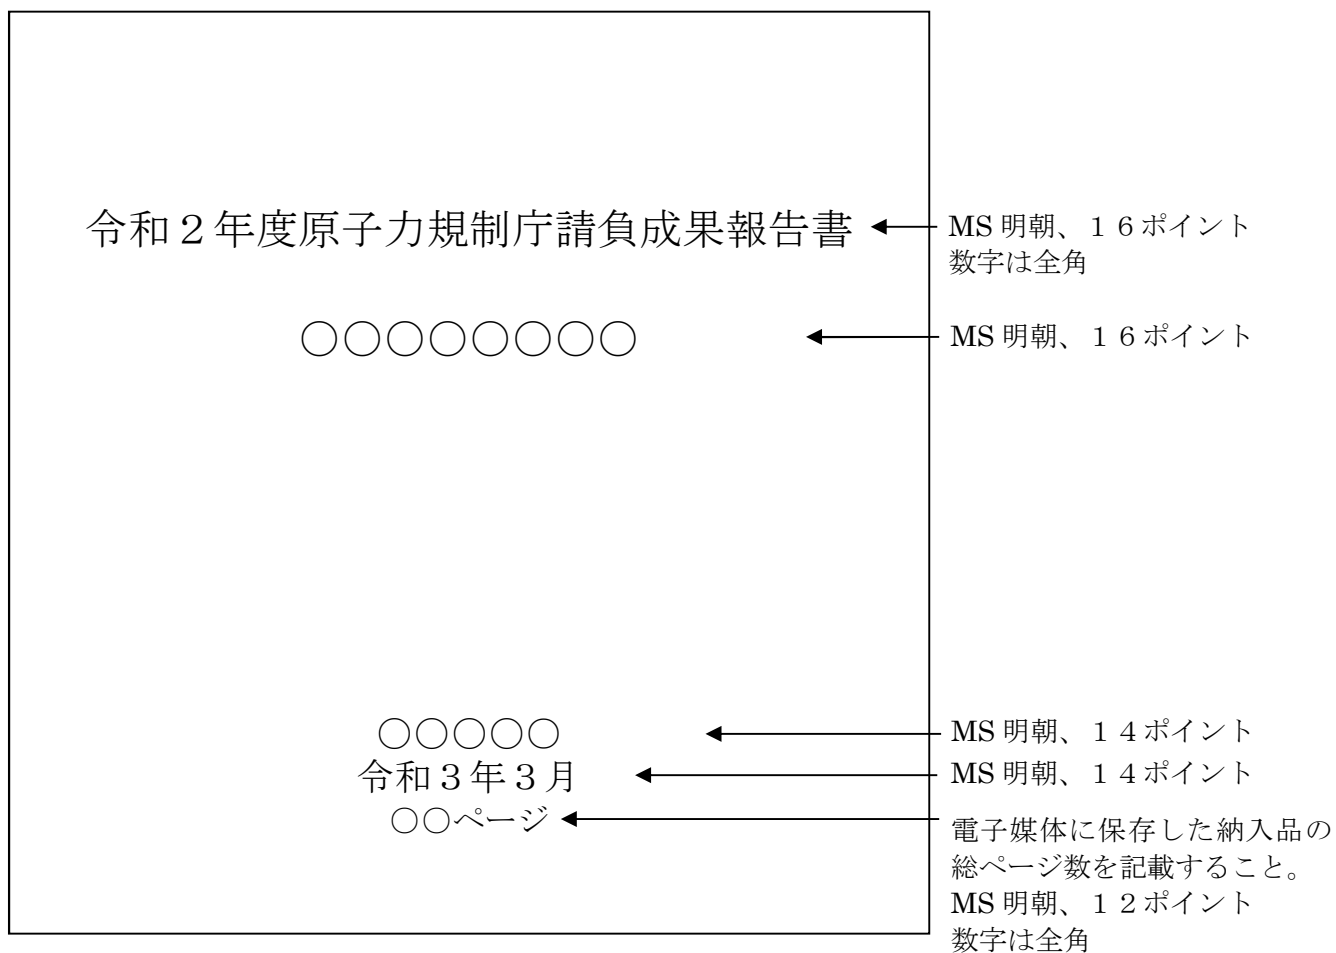 令和２年度原子力規制庁請負成果報告書
MS 明朝、１６ポイント
数字は全角
○○○○○○○○
MS 明朝、１６ポイント
○○○○○
MS 明朝、１４ポイント
令和３年３月
MS 明朝、１４ポイント
○○ページ
電子媒体に保存した納入品の
総ページ数を記載すること。
MS 明朝、１２ポイント
数字は全角